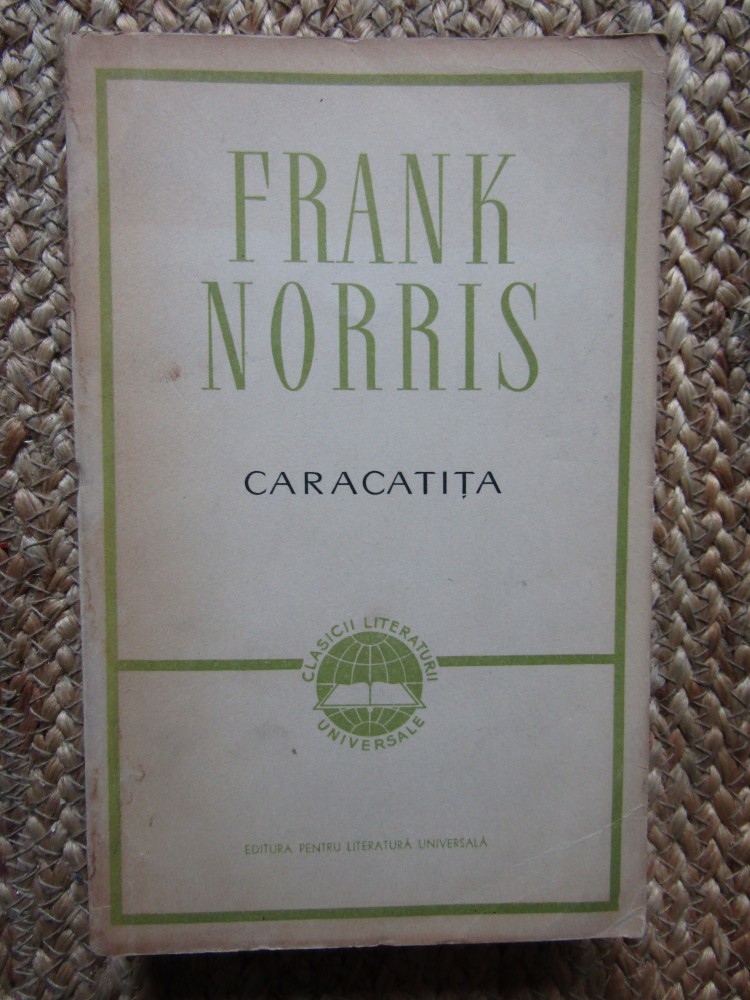 FRANK
NORRIS
CARACATIȚA
CLASICII LITERATURII
UNIVERSALE
EDITURA PENTRU LITERATURĂ UNIVERSALĂ